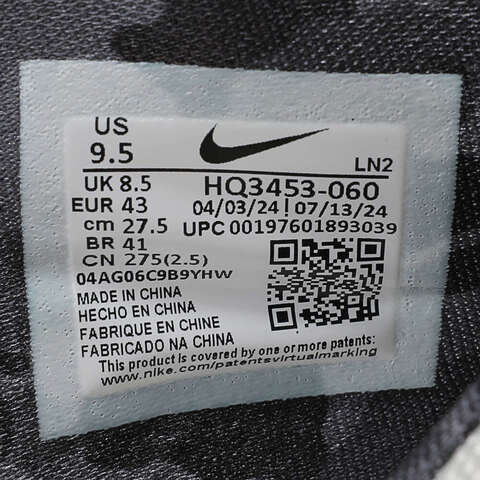 US
9.5
LN2
UK 8.5
HQ3453-060
EUR 43
04/03/24 | 07/13/24
cm 27.5
UPC 00197601893039
BR 41
CN 275(2.5)
04AG06C9B9YHW
MADE IN CHINA
HECHO EN CHINA
FABRIQUE EN CHINE
FABRICADO NA CHINA
This product is covered by one or more patents:
www.nike.com/patentsvirtualmarking